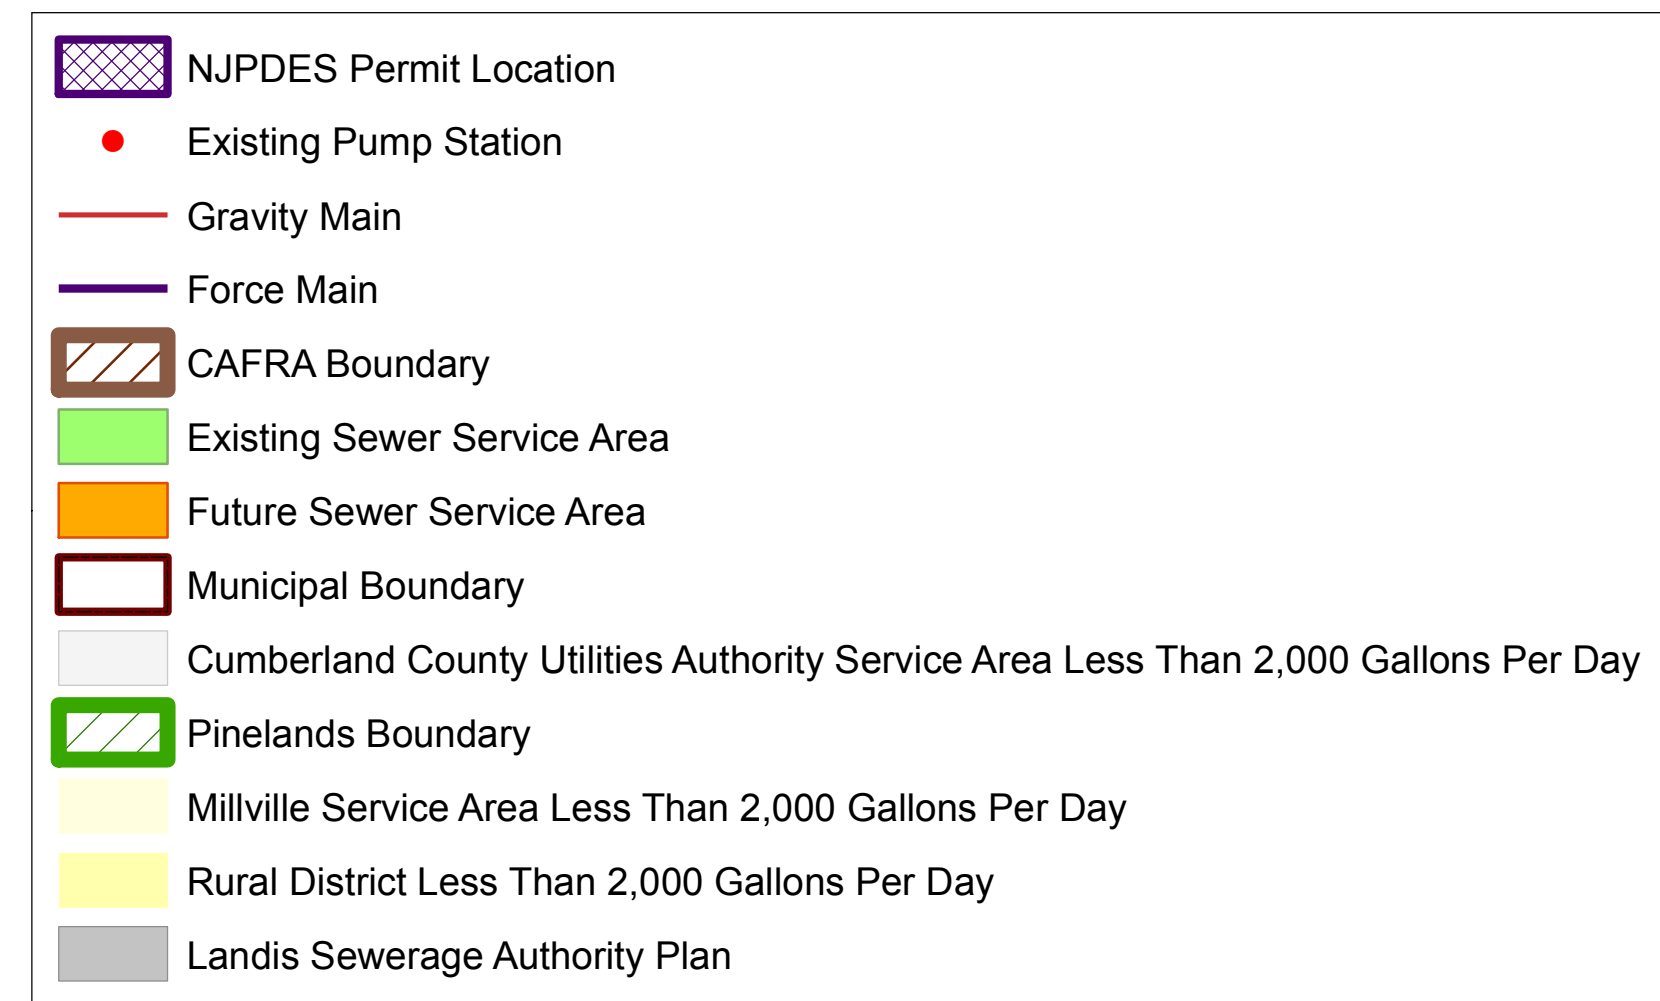 NJPDES Permit Location
Existing Pump Station
Gravity Main
Force Main
CAFRA Boundary
Existing Sewer Service Area
Future Sewer Service Area
Municipal Boundary
Cumberland County Utilities Authority Service Area Less Than 2,000 Gallons Per Day
Pinelands Boundary
Millville Service Area Less Than 2,000 Gallons Per Day
Rural District Less Than 2,000 Gallons Per Day
Landis Sewerage Authority Plan